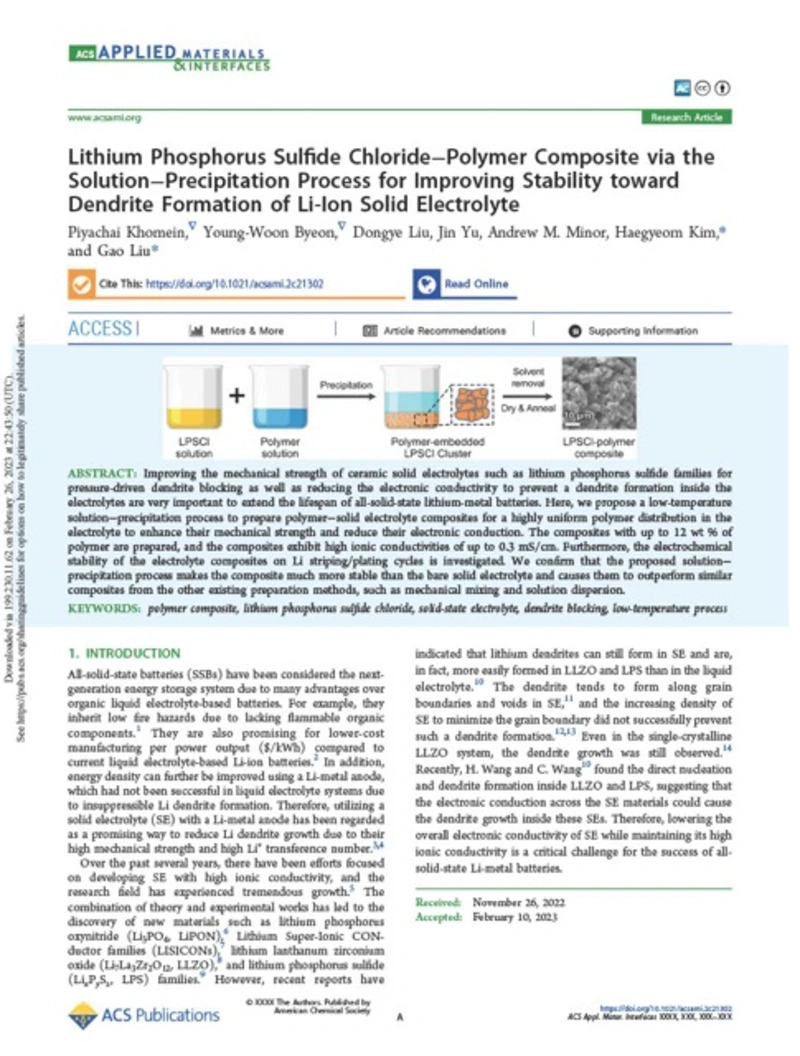 ACS APPLIED MATERIALS
& INTERFACES
www.acsami.org
Research Article
Lithium Phosphorus Sulfide Chloride−Polymer Composite via the
Solution−Precipitation Process for Improving Stability toward
Dendrite Formation of Li-Ion Solid Electrolyte
Piyachai Khomein,▽ Young-Woon Byeon,▽ Dongye Liu, Jin Yu, Andrew M. Minor, Haegyeom Kim,*
and Gao Liu*
Cite This: https://doi.org/10.1021/acsami.2c21302
Read Online
ACCESS
Metrics & More
Article Recommendations
Supporting Information
LPSCl
solution
+
Polymer
solution
Precipitation
Polymer-embedded
LPSCl Cluster
Solvent
removal
Dry & Anneal
10 μm
LPSCl-polymer
composite
ABSTRACT: Improving the mechanical strength of ceramic solid electrolytes such as lithium phosphorus sulfide families for
pressure-driven dendrite blocking as well as reducing the electronic conductivity to prevent a dendrite formation inside the
electrolytes are very important to extend the lifespan of all-solid-state lithium-metal batteries. Here, we propose a low-temperature
solution−precipitation process to prepare polymer−solid electrolyte composites for a highly uniform polymer distribution in the
electrolyte to enhance their mechanical strength and reduce their electronic conduction. The composites with up to 12 wt % of
polymer are prepared, and the composites exhibit high ionic conductivities of up to 0.3 mS/cm. Furthermore, the electrochemical
stability of the electrolyte composites on Li striping/plating cycles is investigated. We confirm that the proposed solution−
precipitation process makes the composite much more stable than the bare solid electrolyte and causes them to outperform similar
composites from the other existing preparation methods, such as mechanical mixing and solution dispersion.
KEYWORDS: polymer composite, lithium phosphorus sulfide chloride, solid-state electrolyte, dendrite blocking, low-temperature process
1. INTRODUCTION
All-solid-state batteries (SSBs) have been considered the next-
generation energy storage system due to many advantages over
organic liquid electrolyte-based batteries. For example, they
inherit low fire hazards due to lacking flammable organic
components.1 They are also promising for lower-cost
manufacturing per power output ($/kWh) compared to
current liquid electrolyte-based Li-ion batteries.2 In addition,
energy density can further be improved using a Li-metal anode,
which had not been successful in liquid electrolyte systems due
to insuppressible Li dendrite formation. Therefore, utilizing a
solid electrolyte (SE) with a Li-metal anode has been regarded
as a promising way to reduce Li dendrite growth due to their
high mechanical strength and high Li+ transference number.3,4
Over the past several years, there have been efforts focused
on developing SE with high ionic conductivity, and the
research field has experienced tremendous growth.5 The
combination of theory and experimental works has led to the
discovery of new materials such as lithium phosphorus
oxynitride (Li3PO4, LiPON),6 Lithium Super-Ionic CON-
ductor families (LISICONs),7 lithium lanthanum zirconium
oxide (Li7La3Zr2O12, LLZO),8 and lithium phosphorus sulfide
(LixPySz, LPS) families.9 However, recent reports have
indicated that lithium dendrites can still form in SE and are,
in fact, more easily formed in LLZO and LPS than in the liquid
electrolyte.10 The dendrite tends to form along grain
boundaries and voids in SE,11 and the increasing density of
SE to minimize the grain boundary did not successfully prevent
such a dendrite formation.12,13 Even in the single-crystalline
LLZO system, the dendrite growth was still observed.14
Recently, H. Wang and C. Wang10 found the direct nucleation
and dendrite formation inside LLZO and LPS, suggesting that
the electronic conduction across the SE materials could cause
the dendrite growth inside these SEs. Therefore, lowering the
overall electronic conductivity of SE while maintaining its high
ionic conductivity is a critical challenge for the success of all-
solid-state Li-metal batteries.
Received: November 26, 2022
Accepted: February 10, 2023
ACS Publications
© XXXX The Authors. Published by
American Chemical Society
A
https://doi.org/10.1021/acsami.2c21302
ACS Appl. Mater. Interfaces XXXX, XXX, XXX−XXX
Downloaded via 199.230.11.62 on February 26, 2023 at 22:43:50 (UTC).
See https://pubs.acs.org/sharingguidelines for options on how to legitimately share published articles.